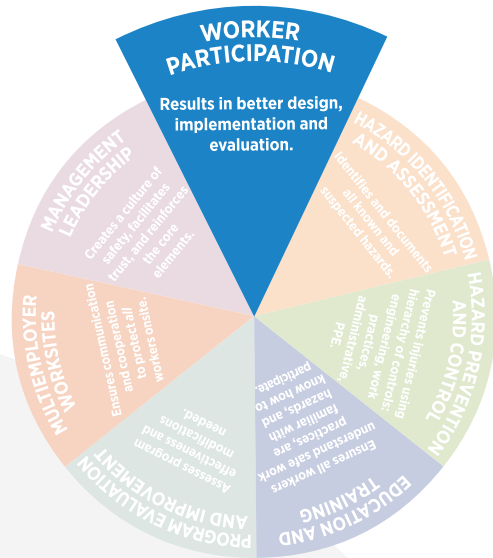 WORKER
PARTICIPATION
Results in better design,
implementation and
evaluation.
HAZARD IDENTIFICATION
AND ASSESSMENT
Identifies and documents
all known and
suspected hazards
HAZARD PREVENTION
AND CONTROL
Prevents injuries using
hierarchy of controls:
engineering, work
practices,
administrative,
PPE.
EDUCATION AND
TRAINING
Ensures all workers
understand safe work
practices, are
familiar with
hazards, and
know how to
participate.
PROGRAM EVALUATION
AND IMPROVEMENT
Assesses program
effectiveness and
modifications
needed.
MULTIEMPLOYER
WORKSITES
Ensures communication
and cooperation
and cooperation
to protect all
workers onsite.
MANAGEMENT
LEADERSHIP
Creates a culture of
safety, facilitates
trust, and reinforces
the core
elements.